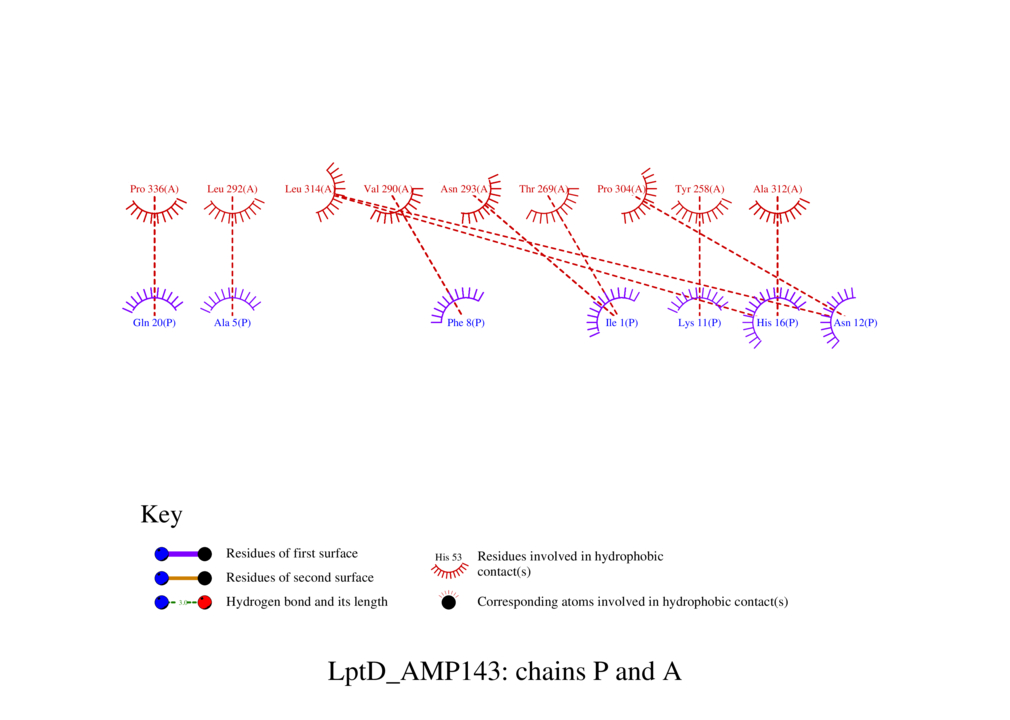 Pro 336(A) Leu 292(A) Leu 314(A) Val 290(A) Asn 293(A) Thr 269(A) Pro 304(A) Tyr 258(A) Ala 312(A)
Gln 20(P) Ala 5(P) Phe 8(P) Ile 1(P) Lys 11(P) His 16(P) Asn 12(P)
Key
Residues of first surface
Residues of second surface
3.0 Hydrogen bond and its length
His 53 Residues involved in hydrophobic
contact(s)
Corresponding atoms involved in hydrophobic contact(s)
LptD_AMP143: chains P and A